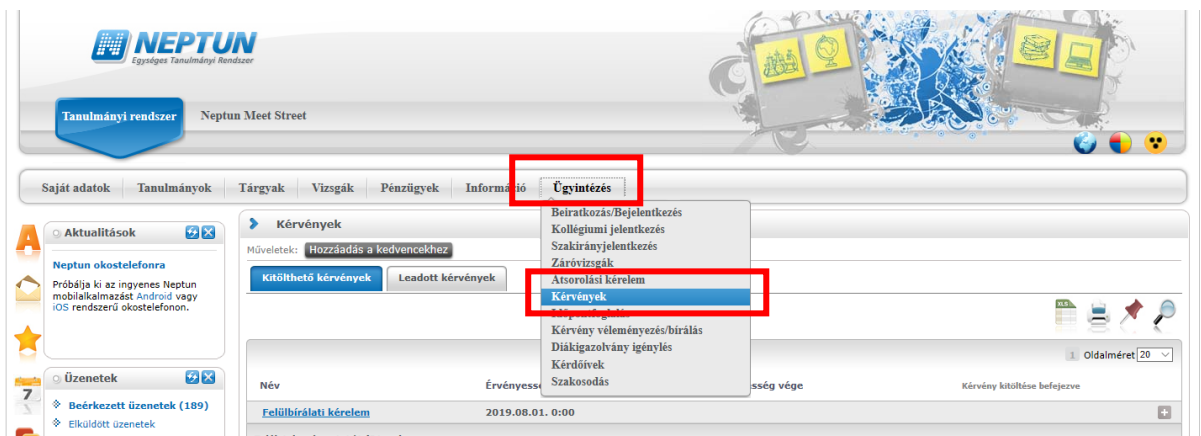 NEPTUN
Egységes Tanulmányi Rendszer
Tanulmányi rendszer
Neptun Meet Street
Saját adatok
Tanulmányok
Tárgyak
Vizsgák
Pénzügyek
Információ
Ügyintézés
Beiratkozás/Bejelentkezés
Kollégiumi jelentkezés
Szakirányjelentkezés
Záróvizsgák
Átsorolási kérelem
Kérvények
Időpontfoglalás
Kérvény véleményezés/bírálás
Diákigazolvány igénylés
Kérdőívek
Szakosodás
Aktualitások
Neptun okostelefonra
Próbálja ki az ingyenes Neptun
mobilalkalmazást Android vagy
iOS rendszerű okostelefonon.
Üzenetek
7
Beérkezett üzenetek (189)
Elküldött üzenetek
Kérvények
Műveletek: Hozzáadás a kedvencekhez
Kitölthető kérvények
Leadott kérvények
XLS
1 Oldalméret 20
Név
Kérvény kitöltése befejezve
Felülbírálati kérelem
2019.08.01. 0:00